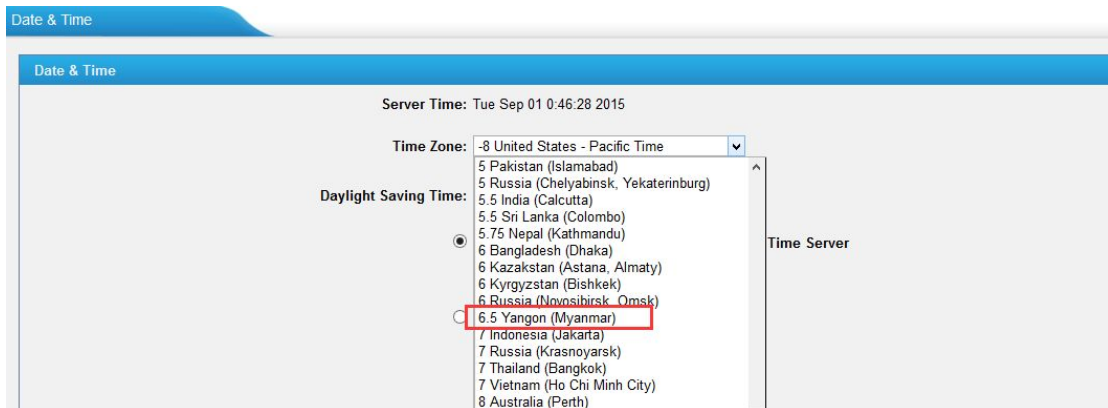 Date & Time
Date & Time
Server Time: Tue Sep 01 0:46:28 2015
Time Zone: -8 United States - Pacific Time
5 Pakistan (Islamabad)
5 Russia (Chelyabinsk, Yekaterinburg)
Daylight Saving Time:
5.5 India (Calcutta)
5.5 Sri Lanka (Colombo)
5.75 Nepal (Kathmandu)
Time Server
6 Bangladesh (Dhaka)
6 Kazakstan (Astana, Almaty)
6 Kyrgyzstan (Bishkek)
6 Russia (Novosibirsk, Omsk)
6.5 Yangon (Myanmar)
7 Indonesia (Jakarta)
7 Russia (Krasnoyarsk)
7 Thailand (Bangkok)
7 Vietnam (Ho Chi Minh City)
8 Australia (Perth)